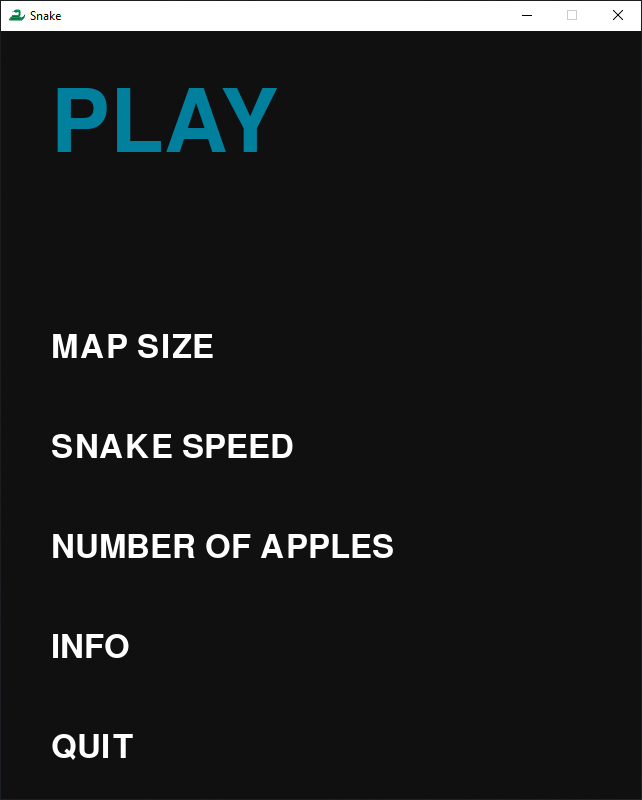 Snake
PLAY
MAP SIZE
SNAKE SPEED
NUMBER OF APPLES
INFO
QUIT